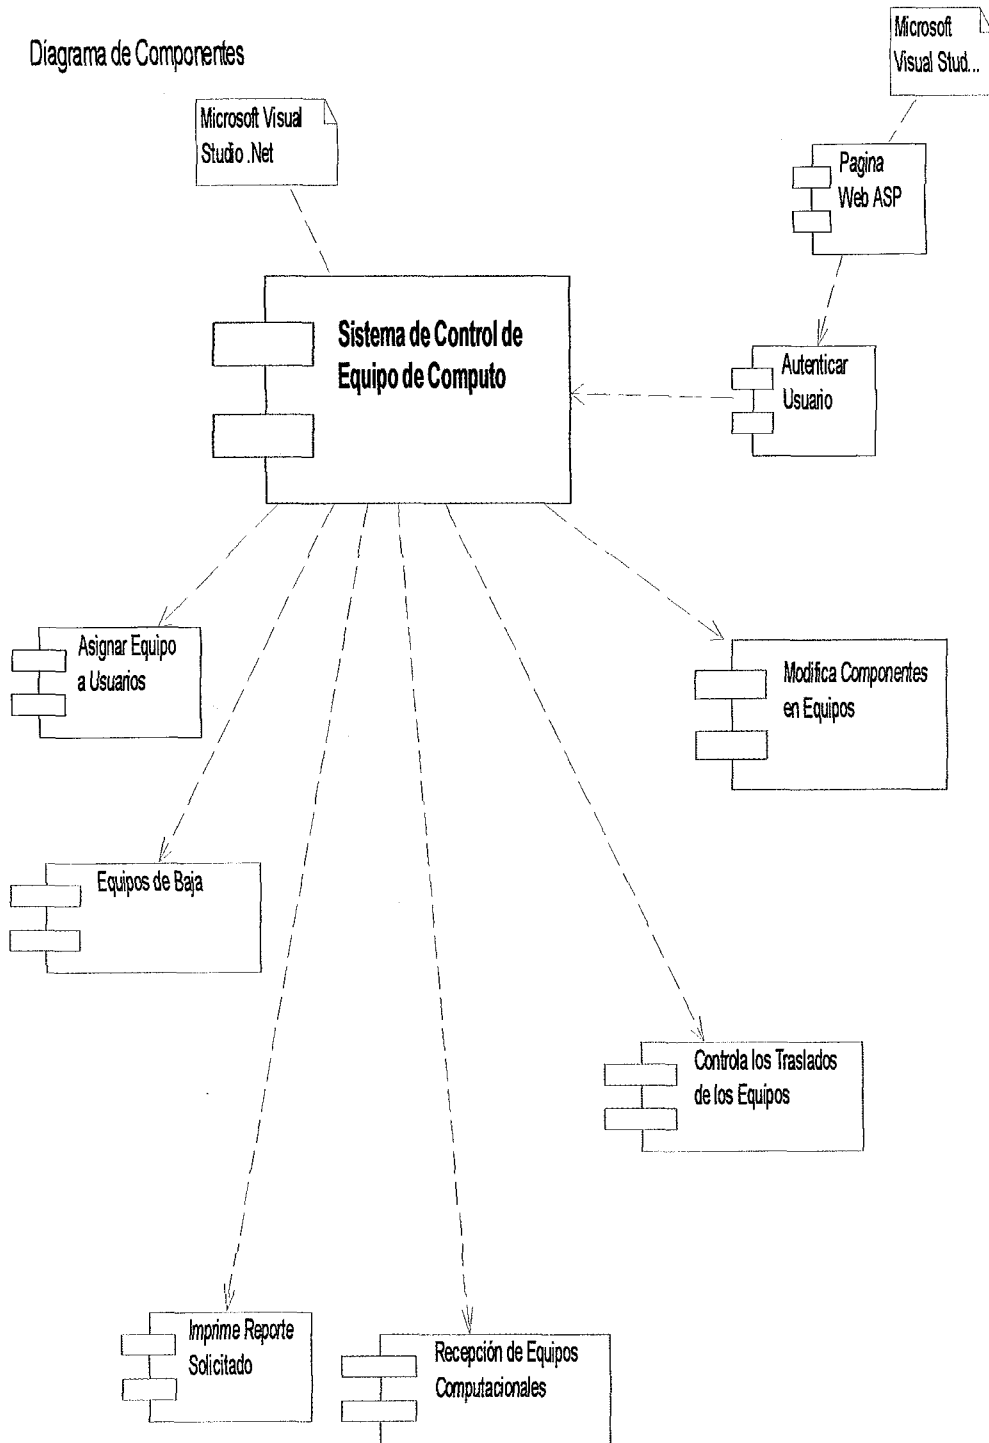 Diagrama de Componentes
Microsoft
Visual Stud...
Microsoft Visual
Studio .Net
Pagina
Web ASP
Sistema de Control de
Equipo de Computo
Autenticar
Usuario
Asignar Equipo
a Usuarios
Modifica Componentes
en Equipos
Equipos de Baja
Controla los Traslados
de los Equipos
Imprime Reporte
Solicitado
Recepción de Equipos
Computacionales